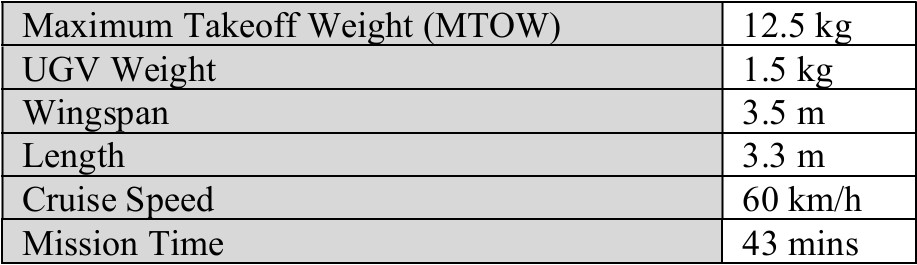 Maximum Takeoff Weight (MTOW) 12.5 kg
UGV Weight 1.5 kg
Wingspan 3.5 m
Length 3.3 m
Cruise Speed 60 km/h
Mission Time 43 mins